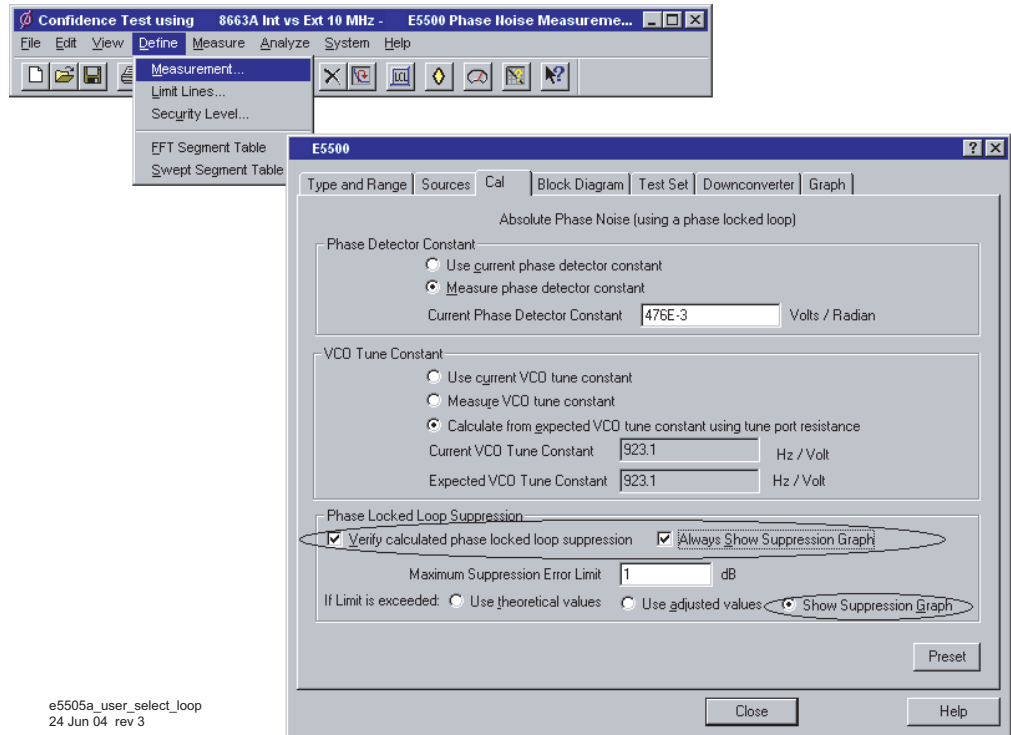 Confidence Test using 8663A Int vs Ext 10 MHz - E5500 Phase Noise Measureme...
File Edit View Define Measure Analyze System Help
Measurement...
Limit Lines...
Security Level...
FFT Segment Table
Swept Segment Table
E5500
Type and Range Sources Cal Block Diagram Test Set Downconverter Graph
Absolute Phase Noise (using a phase locked loop)
Phase Detector Constant
Use current phase detector constant
Measure phase detector constant
Current Phase Detector Constant 476E-3 Volts / Radian
VCO Tune Constant
Use current VCO tune constant
Measure VCO tune constant
Calculate from expected VCO tune constant using tune port resistance
Current VCO Tune Constant 923.1 Hz / Volt
Expected VCO Tune Constant 923.1 Hz / Volt
Phase Locked Loop Suppression
Verify calculated phase locked loop suppression Always Show Suppression Graph
Maximum Suppression Error Limit 1 dB
If Limit is exceeded: Use theoretical values Use adjusted values Show Suppression Graph
Preset
Close Help
e5505a_user_select_loop
24 Jun 04 rev 3